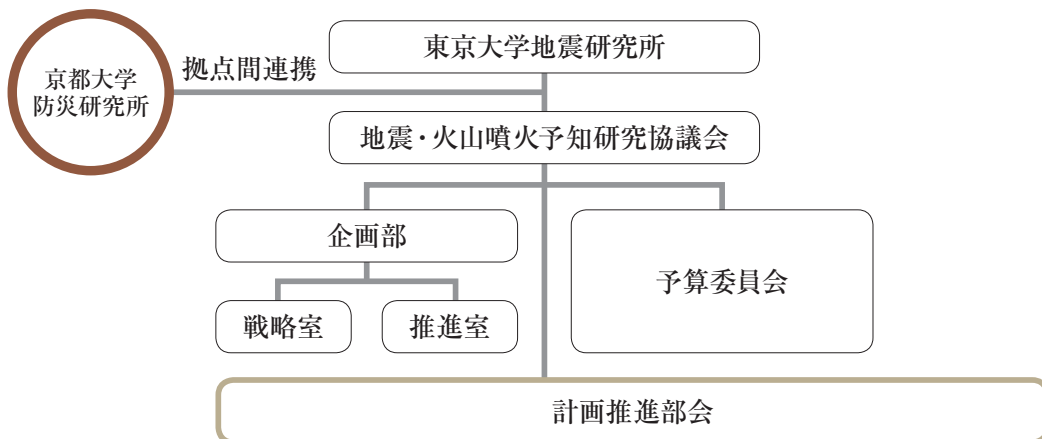 東京大学地震研究所
京都大学
防災研究所
拠点間連携
地震・火山噴火予知研究協議会
企画部
予算委員会
戦略室
推進室
計画推進部会